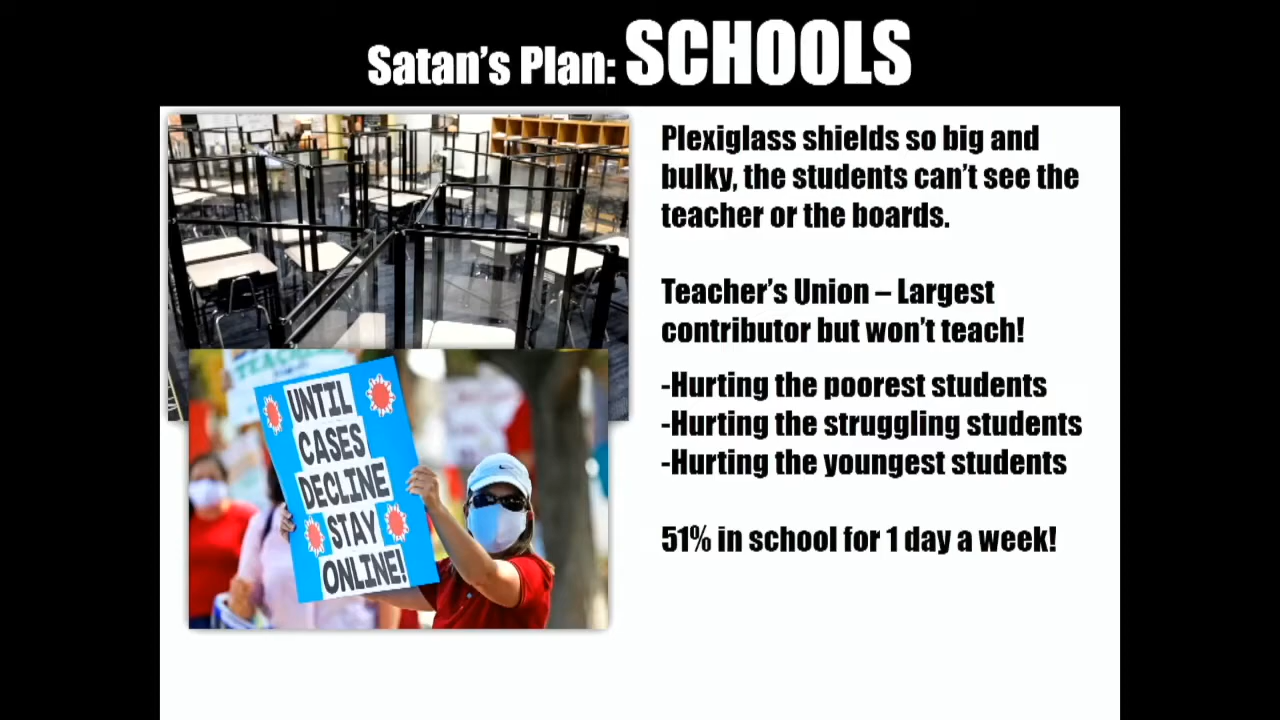 Satan's Plan: SCHOOLS
Plexiglass shields so big and
bulky, the students can't see the
teacher or the boards.
Teacher's Union – Largest
contributor but won't teach!
-Hurting the poorest students
-Hurting the struggling students
-Hurting the youngest students
51% in school for 1 day a week!
UNTIL
CASES
DECLINE
STAY
ONLINE!